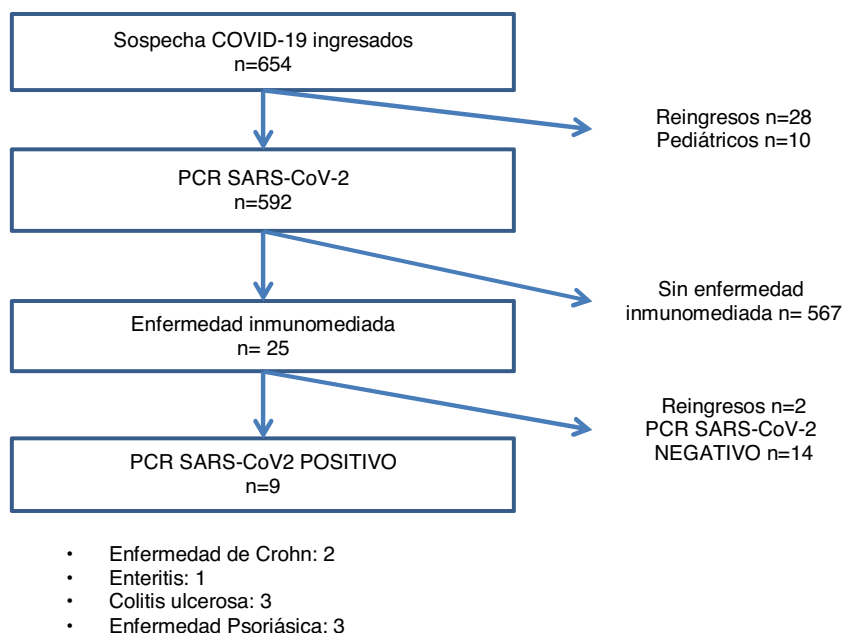 Sospecha COVID-19 ingresados
n=654
Reingresos n=28
Pediátricos n=10
PCR SARS-CoV-2
n=592
Sin enfermedad
inmunomediada n= 567
Enfermedad inmunomediada
n= 25
Reingresos n=2
PCR SARS-CoV-2
NEGATIVO n=14
PCR SARS-CoV2 POSITIVO
n=9
• Enfermedad de Crohn: 2
• Enteritis: 1
• Colitis ulcerosa: 3
• Enfermedad Psoriásica: 3